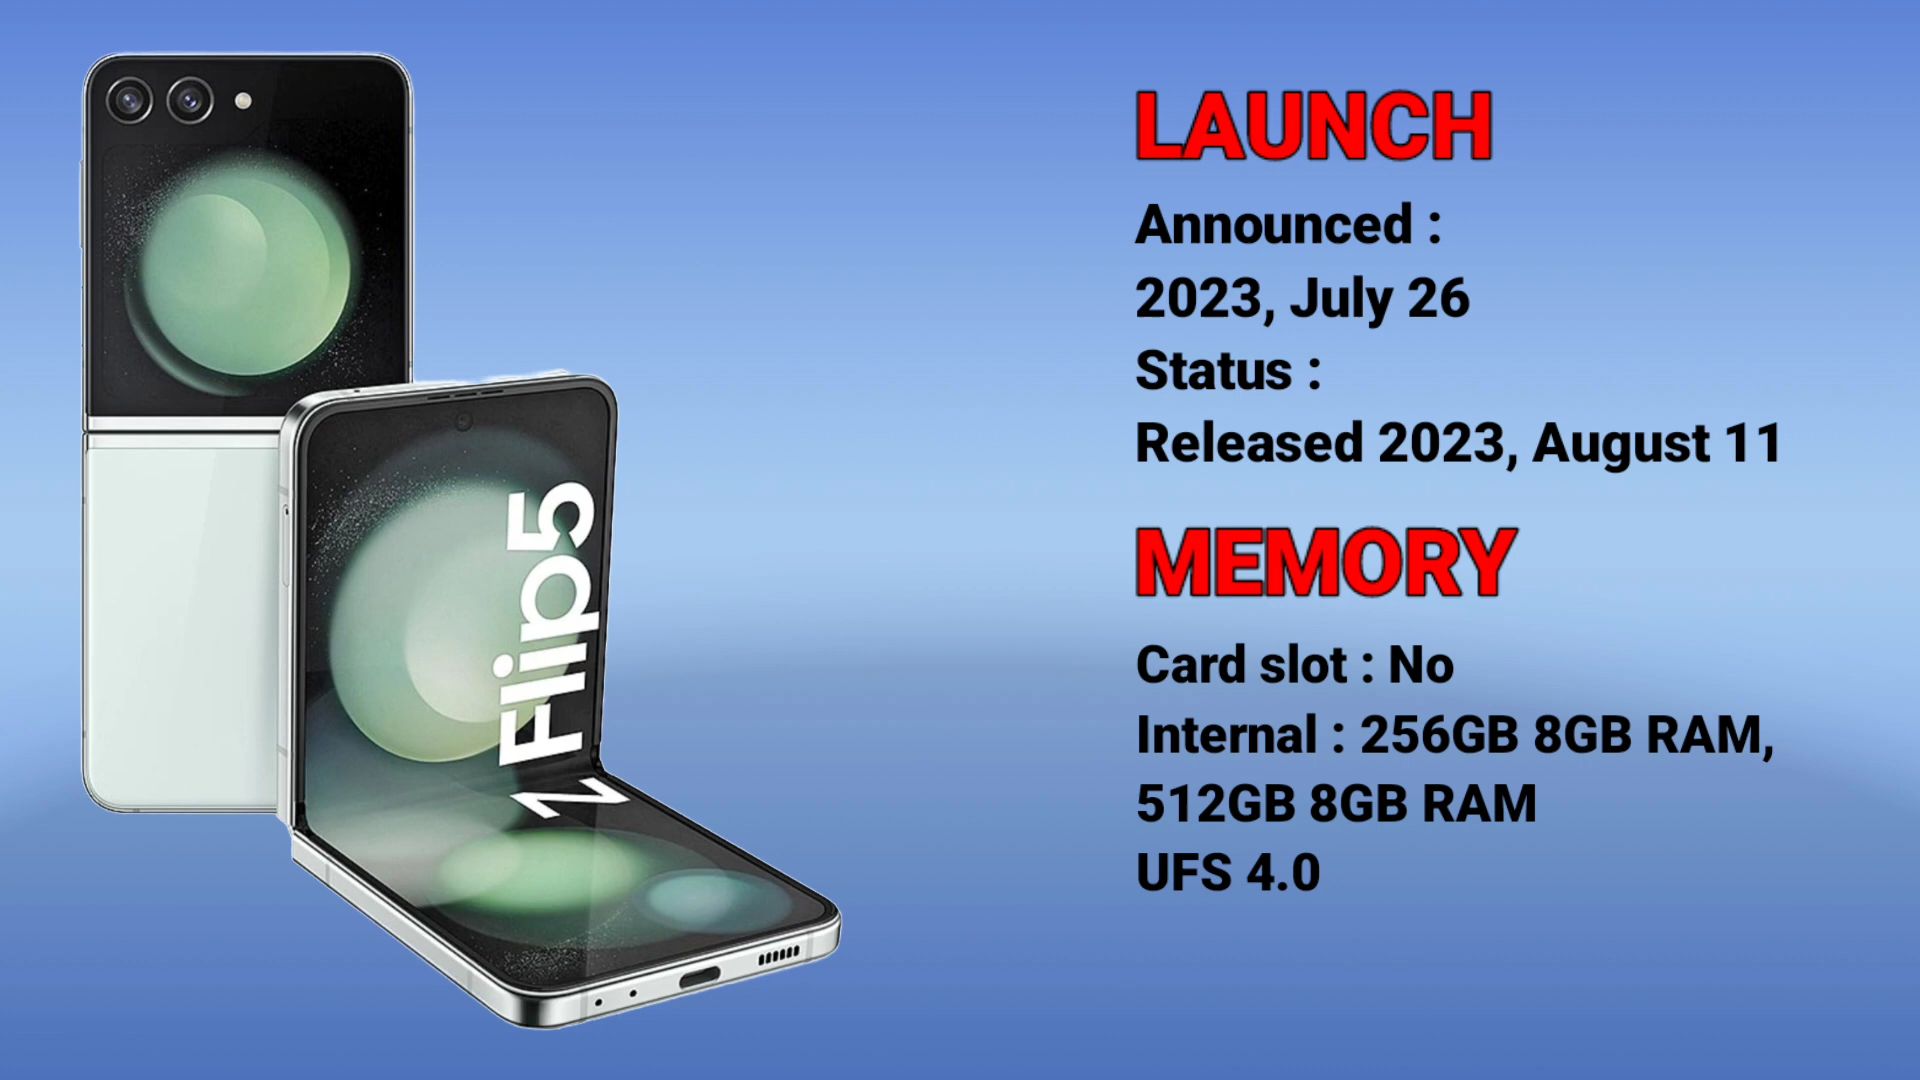 Z Flip5
LAUNCH
Announced :
2023, July 26
Status :
Released 2023, August 11
MEMORY
Card slot : No
Internal : 256GB 8GB RAM,
512GB 8GB RAM
UFS 4.0